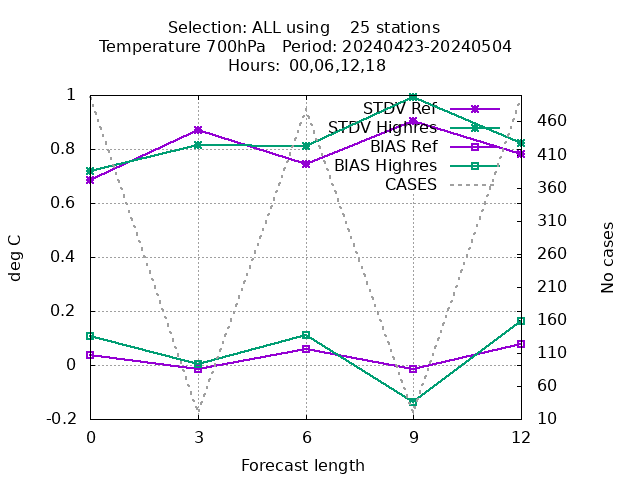 Selection: ALL using    25 stations
Temperature 700hPa   Period: 20240423-20240504
Hours:  00,06,12,18
1
0.8
0.6
0.4
0.2
0
-0.2
deg C
STDV Ref
STDV Highres
BIAS Ref
BIAS Highres
CASES
460
410
360
310
260
210
160
110
60
10
No cases
0 3 6 9 12
Forecast length